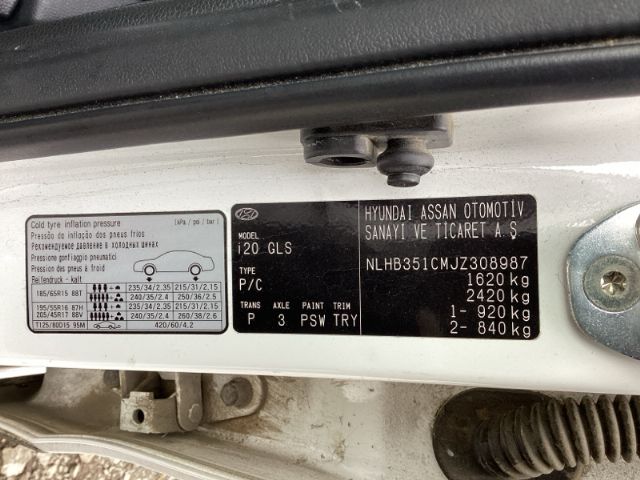 Cold tyre inflation pressure (kPa / psi / bar)
Pressão da inflação dos pneus frios
Рекомендуемое давление в холодных шинах
Pressione gonfiaggio pneumatici
Pression des pneus à froid
Reifendruck - kalt
185/65R15 88T 235/34/2.35 215/31/2.15
240/35/2.4 250/36/2.5
195/55R16 87H 235/34/2.35 215/31/2.15
205/45R17 88V 240/35/2.4 260/38/2.6
T125/80D15 95M 420/60/4.2
MODEL
i20 GLS
TYPE
P/C
TRANS AXLE PAINT TRIM
P 3 PSW TRY
HYUNDAI ASSAN OTOMOTİV
SANAYİ VE TİCARET A.Ş
NLHB351CMJZ308987
1620 kg
2420 kg
1- 920 kg
2- 840 kg